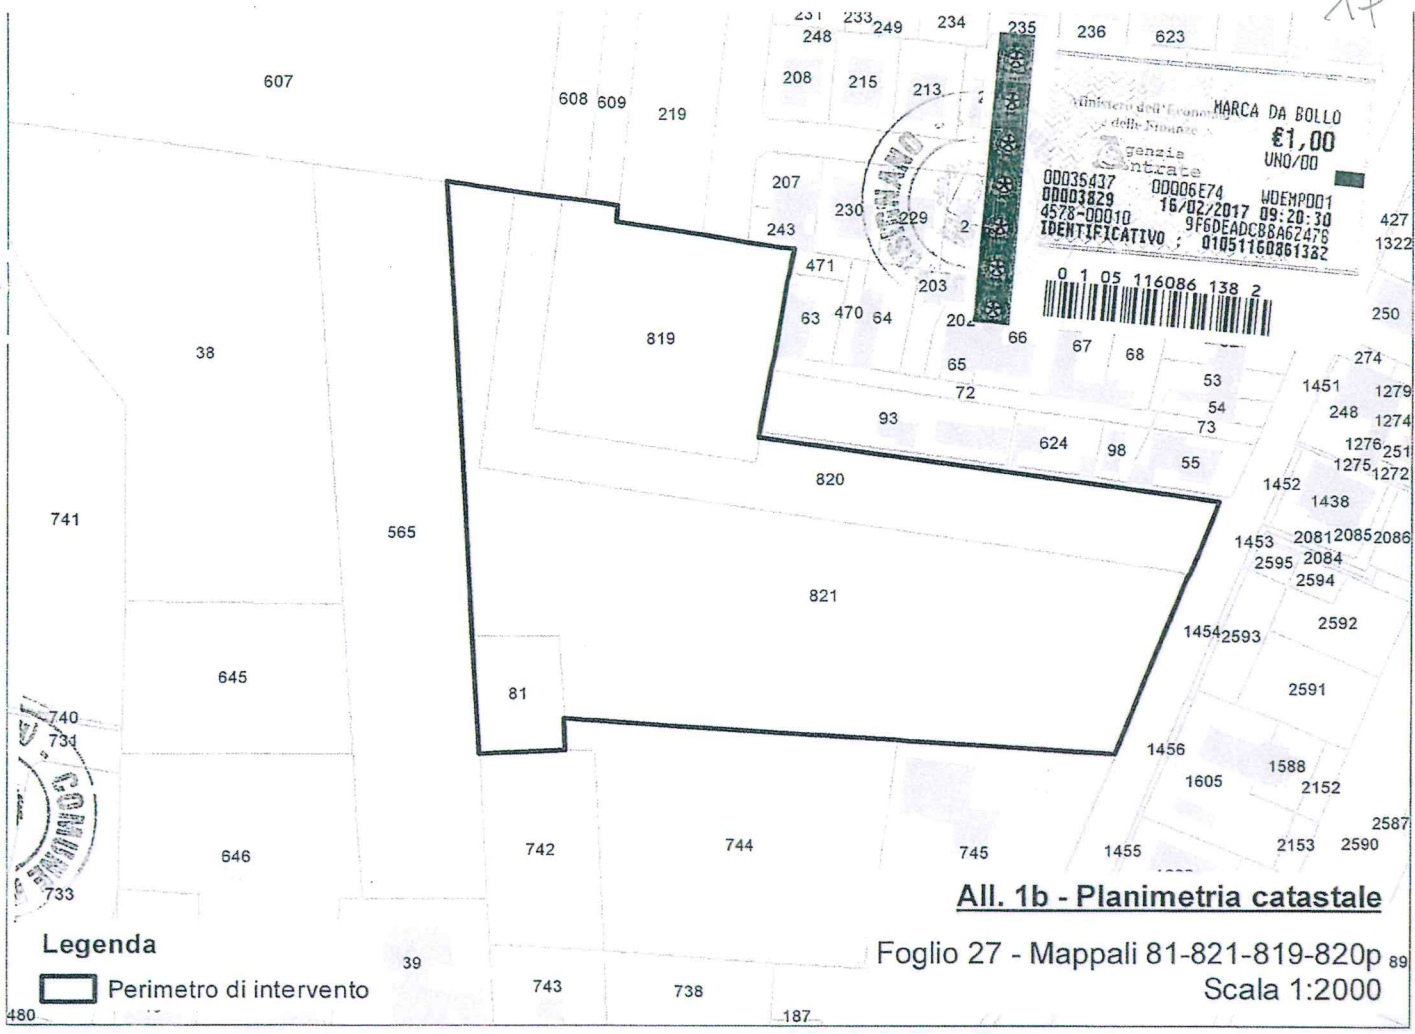 17
231 233 249 234 235 236 623
248
607 608 609 219 208 215 213
207 230 229
243
471
203
63 470 64
202 66 67 68
65
72
53
54
73
93 624 98 55
819
820
821
81
38
741
565
645
740
731
646
733
742 744 745
743 738
39
480
187
427
1322
250
274
1451 1279
248 1274
1276 251
1275 1272
1452
1438
1453 2081 2085 2086
2595 2084
2594
1454 2593 2592
2591
1456
1605 1588
2152
2587
1455 2153 2590
89
MARCA DA BOLLO
Ministero dell'Economia
e delle Finanze
€1,00
UNO/00
genzia
ntrate
00035437 00006E74 W0EMP001
00003829 16/02/2017 09:20:30
4578-00010 9F6DEADCB8A62476
IDENTIFICATIVO : 01051160861382
0 1 05 116086 138 2
USERNANO
COMUNE
All. 1b - Planimetria catastale
Foglio 27 - Mappali 81-821-819-820p
Scala 1:2000
Legenda
Perimetro di intervento